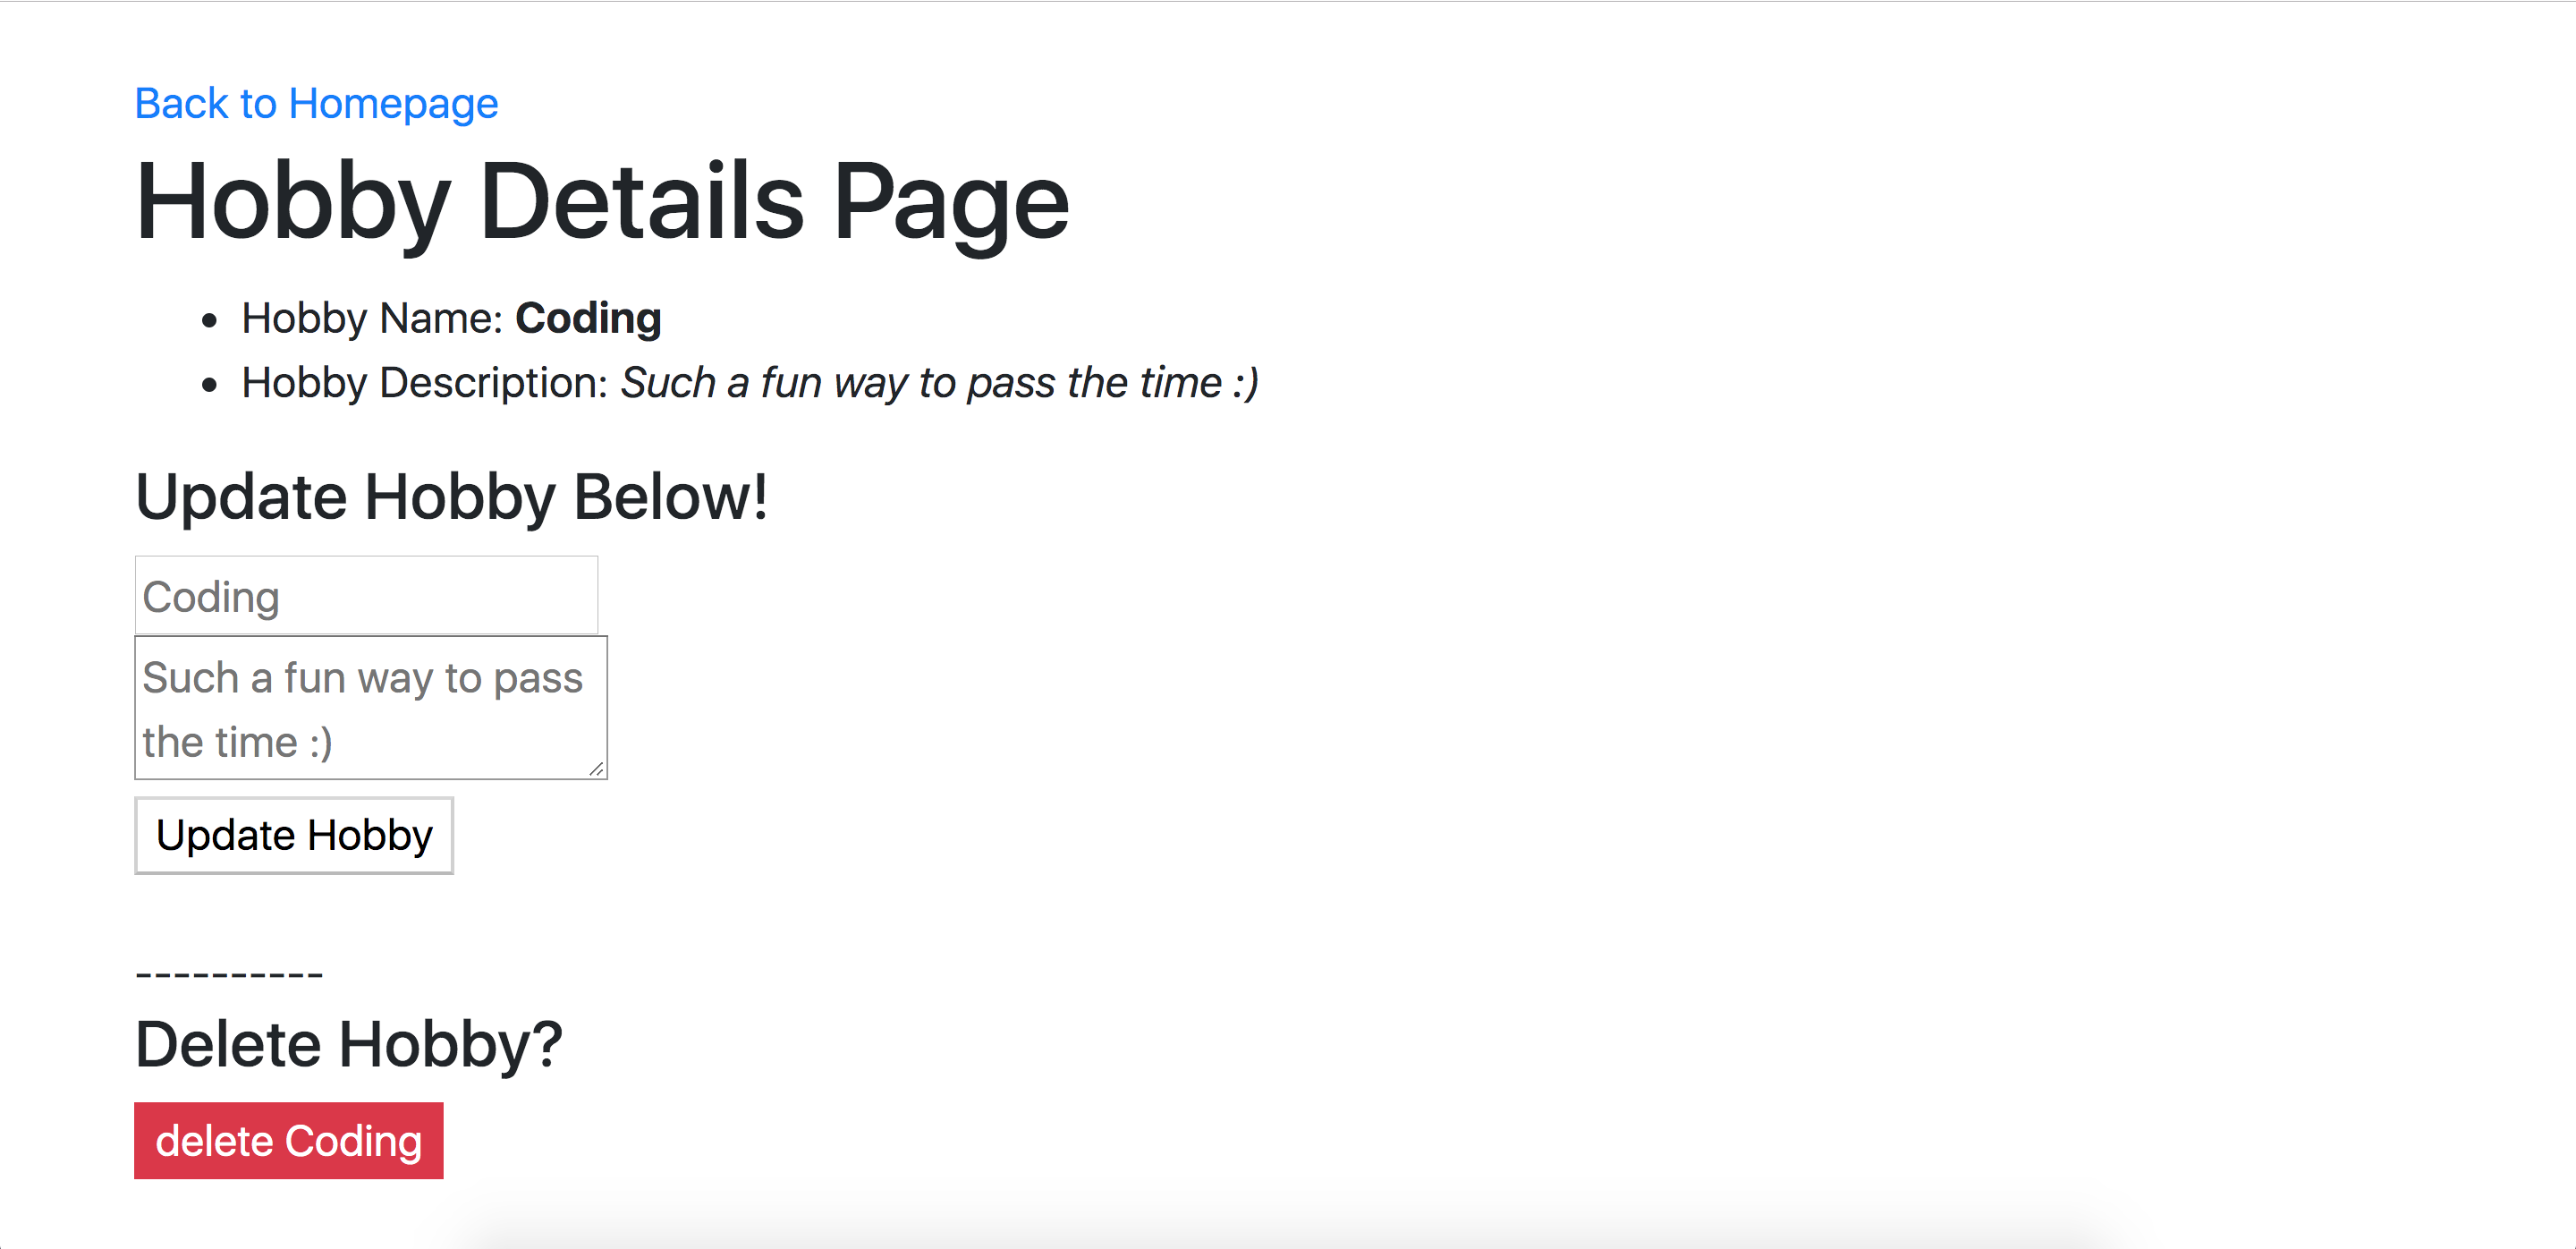 Back to Homepage
Hobby Details Page
• Hobby Name: Coding
• Hobby Description: Such a fun way to pass the time :)
Update Hobby Below!
Coding
Such a fun way to pass
the time :)
Update Hobby
----------
Delete Hobby?
delete Coding